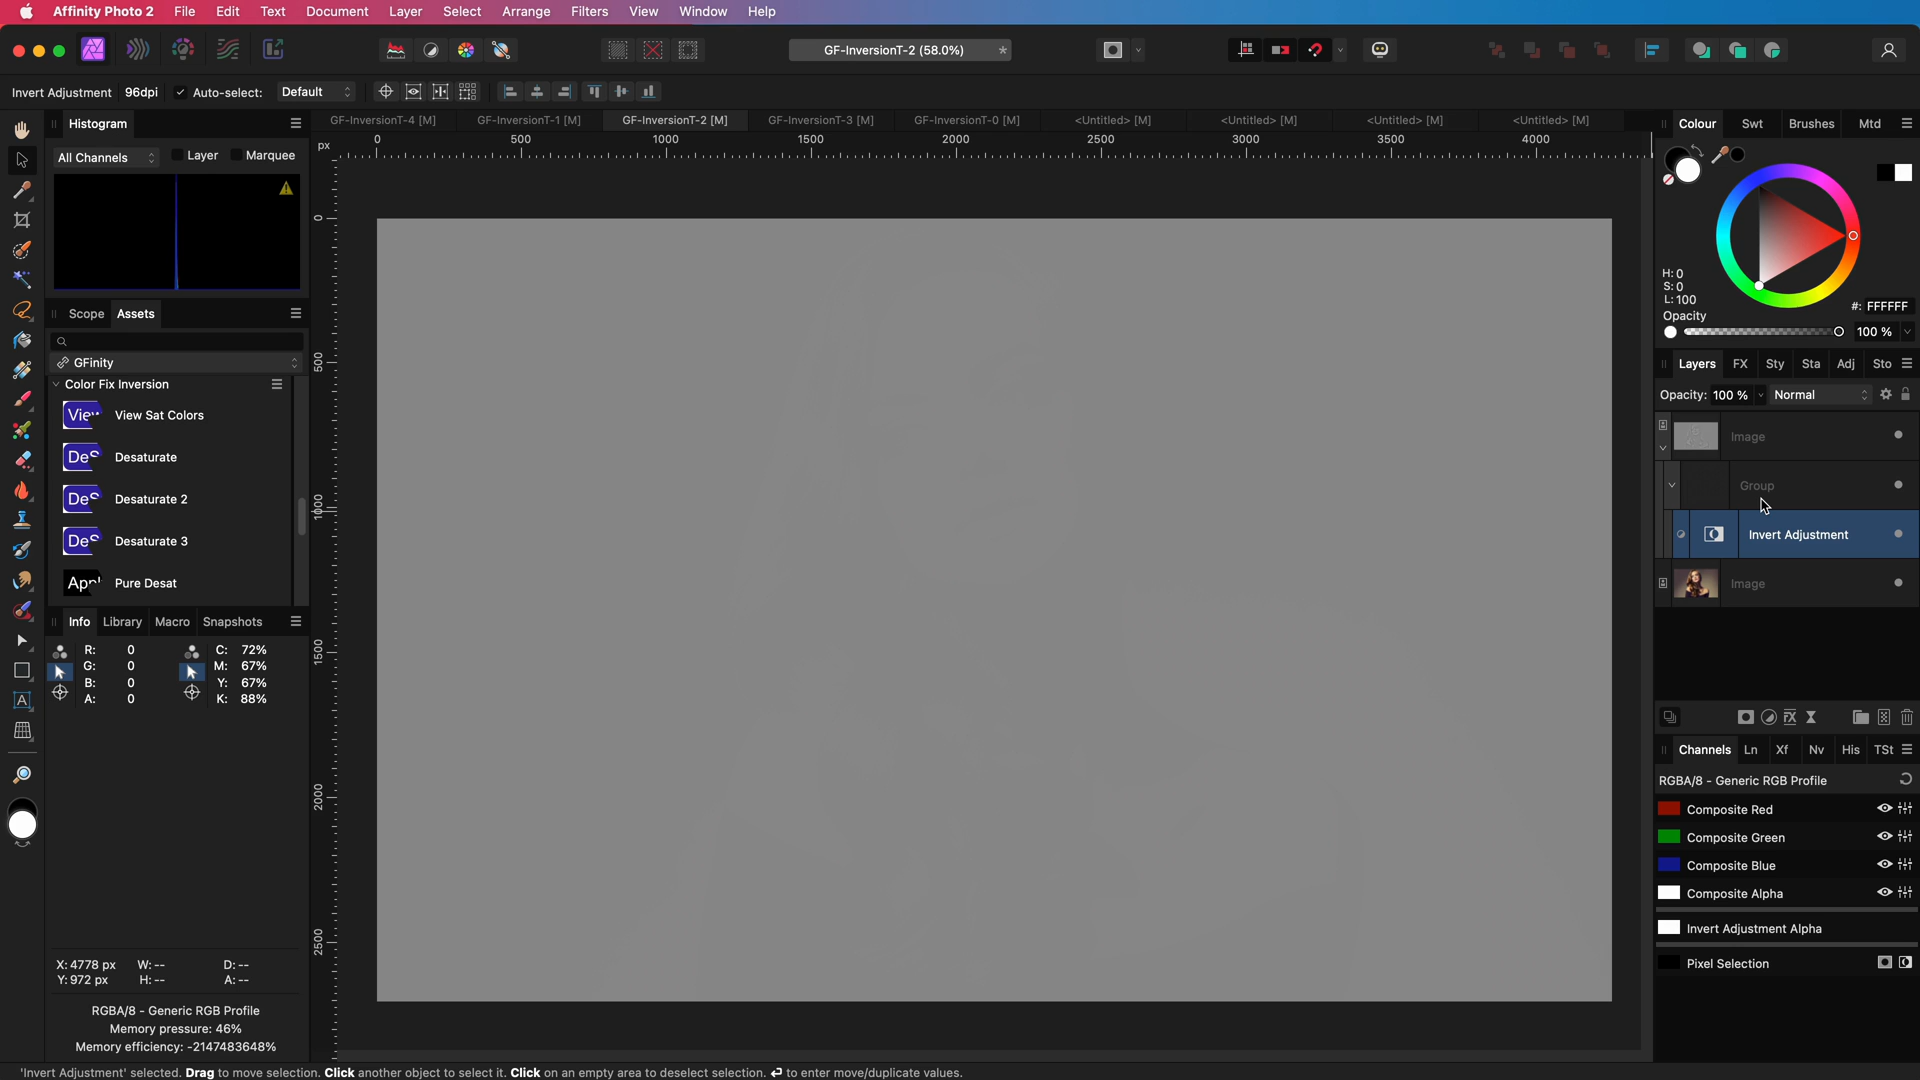 Affinity Photo 2 File Edit Text Document Layer Select Arrange Filters View Window Help
GF-InversionT-2 (58.0%) *
Invert Adjustment 96dpi Auto-select: Default
Histogram
All Channels Layer Marquee
Scope Assets
GFinity
Color Fix Inversion
View Sat Colors
Desaturate
Desaturate 2
Desaturate 3
Pure Desat
Info Library Macro Snapshots
R: 0 C: 72%
G: 0 M: 67%
B: 0 Y: 67%
A: 0 K: 88%
X: 4778 px W: -- D: --
Y: 972 px H: -- A: --
RGBA/8 - Generic RGB Profile
Memory pressure: 46%
Memory efficiency: -2147483648%
GF-InversionT-4 [M] GF-InversionT-1 [M] GF-InversionT-2 [M] GF-InversionT-3 [M] GF-InversionT-0 [M] <Untitled> [M] <Untitled> [M] <Untitled> [M] <Untitled> [M]
px 0 500 1000 1500 2000 2500 3000 3500 4000
0
500
1000
1500
2000
2500
Colour Swt Brushes Mtd
H: 0
S: 0
L: 100
#: FFFFFF
Opacity
100 %
Layers FX Sty Sta Adj Sto
Opacity: 100 % Normal
Image
Group
Invert Adjustment
Image
Channels Ln Xf Nv His TSt
RGBA/8 - Generic RGB Profile
Composite Red
Composite Green
Composite Blue
Composite Alpha
Invert Adjustment Alpha
Pixel Selection
'Invert Adjustment' selected. Drag to move selection. Click another object to select it. Click on an empty area to deselect selection. ↵ to enter move/duplicate values.